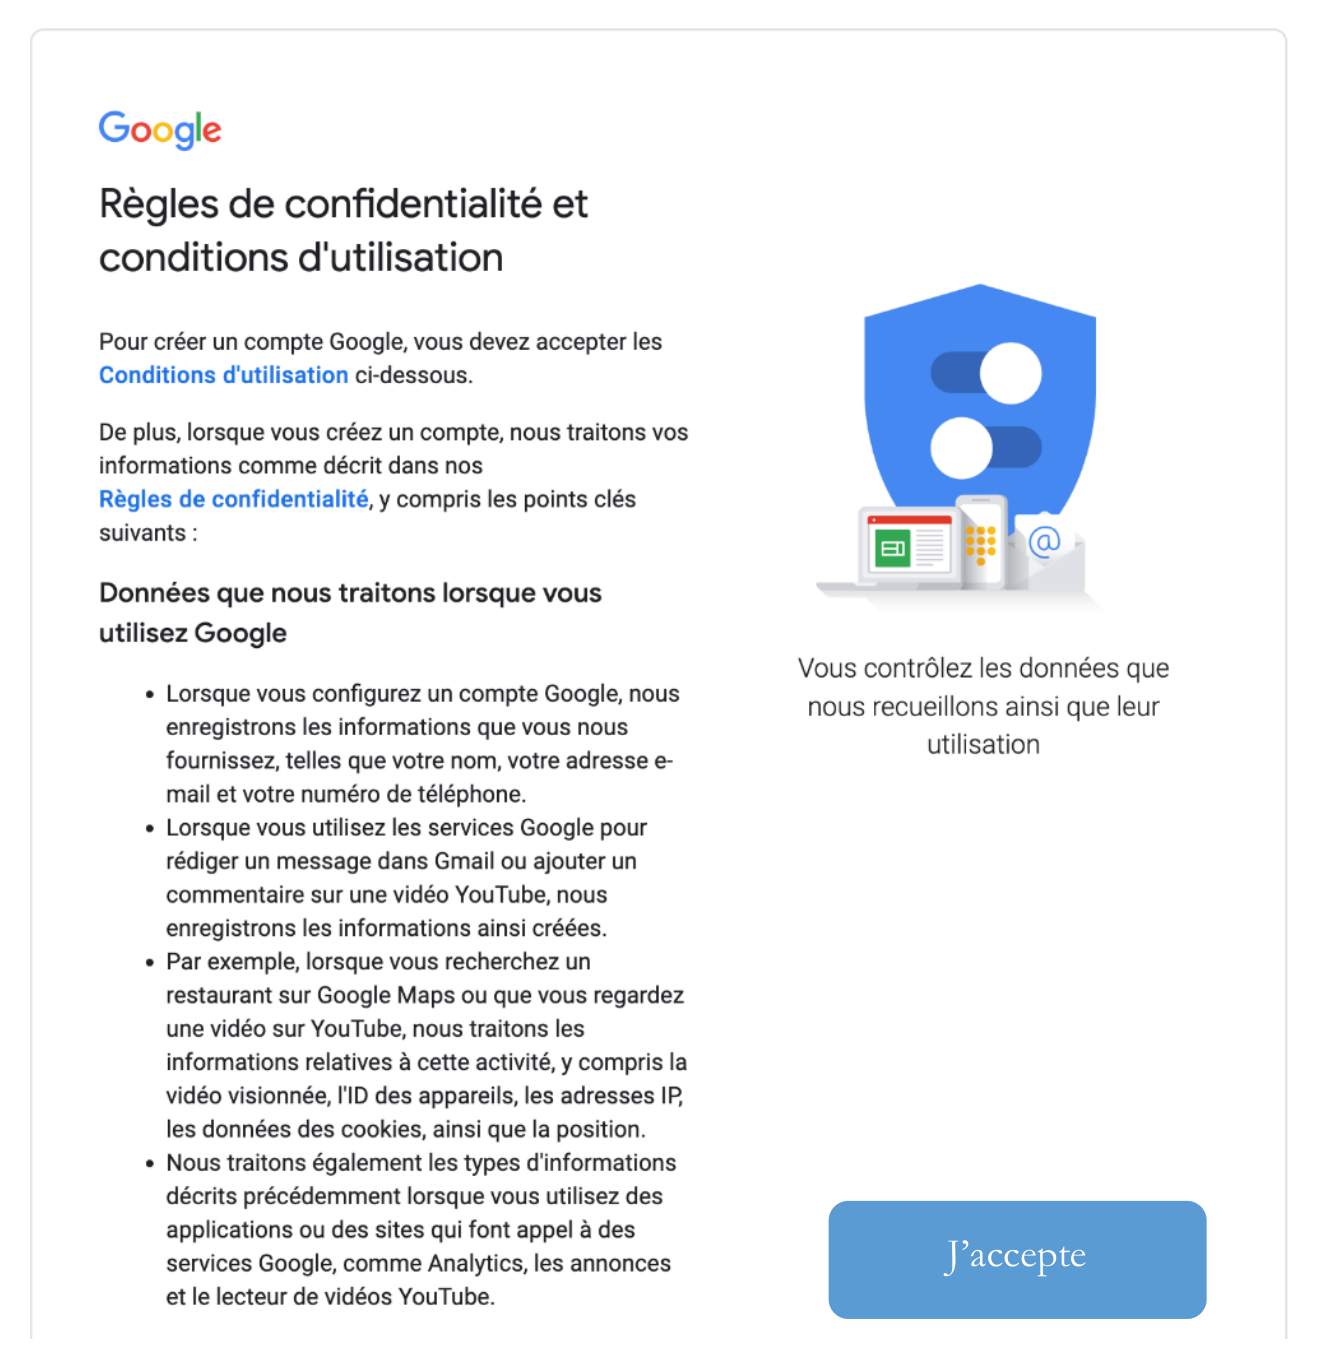 Google
Règles de confidentialité et
conditions d'utilisation
Pour créer un compte Google, vous devez accepter les
Conditions d'utilisation ci-dessous.
De plus, lorsque vous créez un compte, nous traitons vos
informations comme décrit dans nos
Règles de confidentialité, y compris les points clés
suivants :
Données que nous traitons lorsque vous
utilisez Google
• Lorsque vous configurez un compte Google, nous
enregistrons les informations que vous nous
fournissez, telles que votre nom, votre adresse e-
mail et votre numéro de téléphone.
• Lorsque vous utilisez les services Google pour
rédiger un message dans Gmail ou ajouter un
commentaire sur une vidéo YouTube, nous
enregistrons les informations ainsi créées.
• Par exemple, lorsque vous recherchez un
restaurant sur Google Maps ou que vous regardez
une vidéo sur YouTube, nous traitons les
informations relatives à cette activité, y compris la
vidéo visionnée, l'ID des appareils, les adresses IP,
les données des cookies, ainsi que la position.
• Nous traitons également les types d'informations
décrits précédemment lorsque vous utilisez des
applications ou des sites qui font appel à des
services Google, comme Analytics, les annonces
et le lecteur de vidéos YouTube.
@
Vous contrôlez les données que
nous recueillons ainsi que leur
utilisation
J’accepte